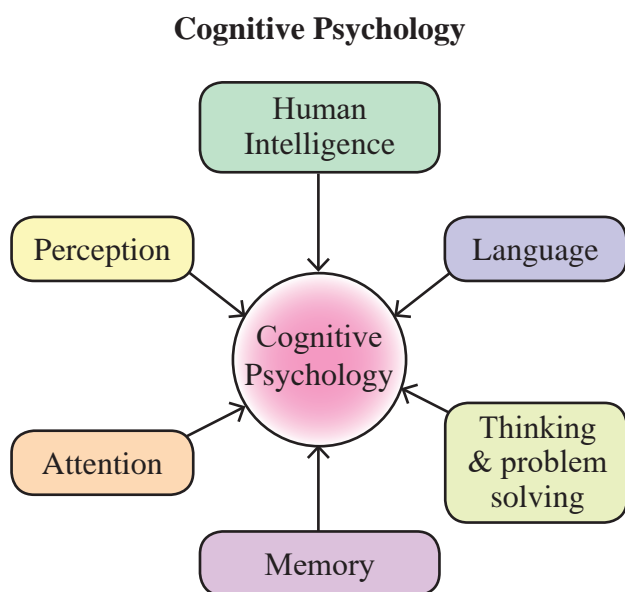 Cognitive Psychology
Human
Intelligence
Perception
Language
Cognitive
Psychology
Attention
Thinking
& problem
solving
Memory